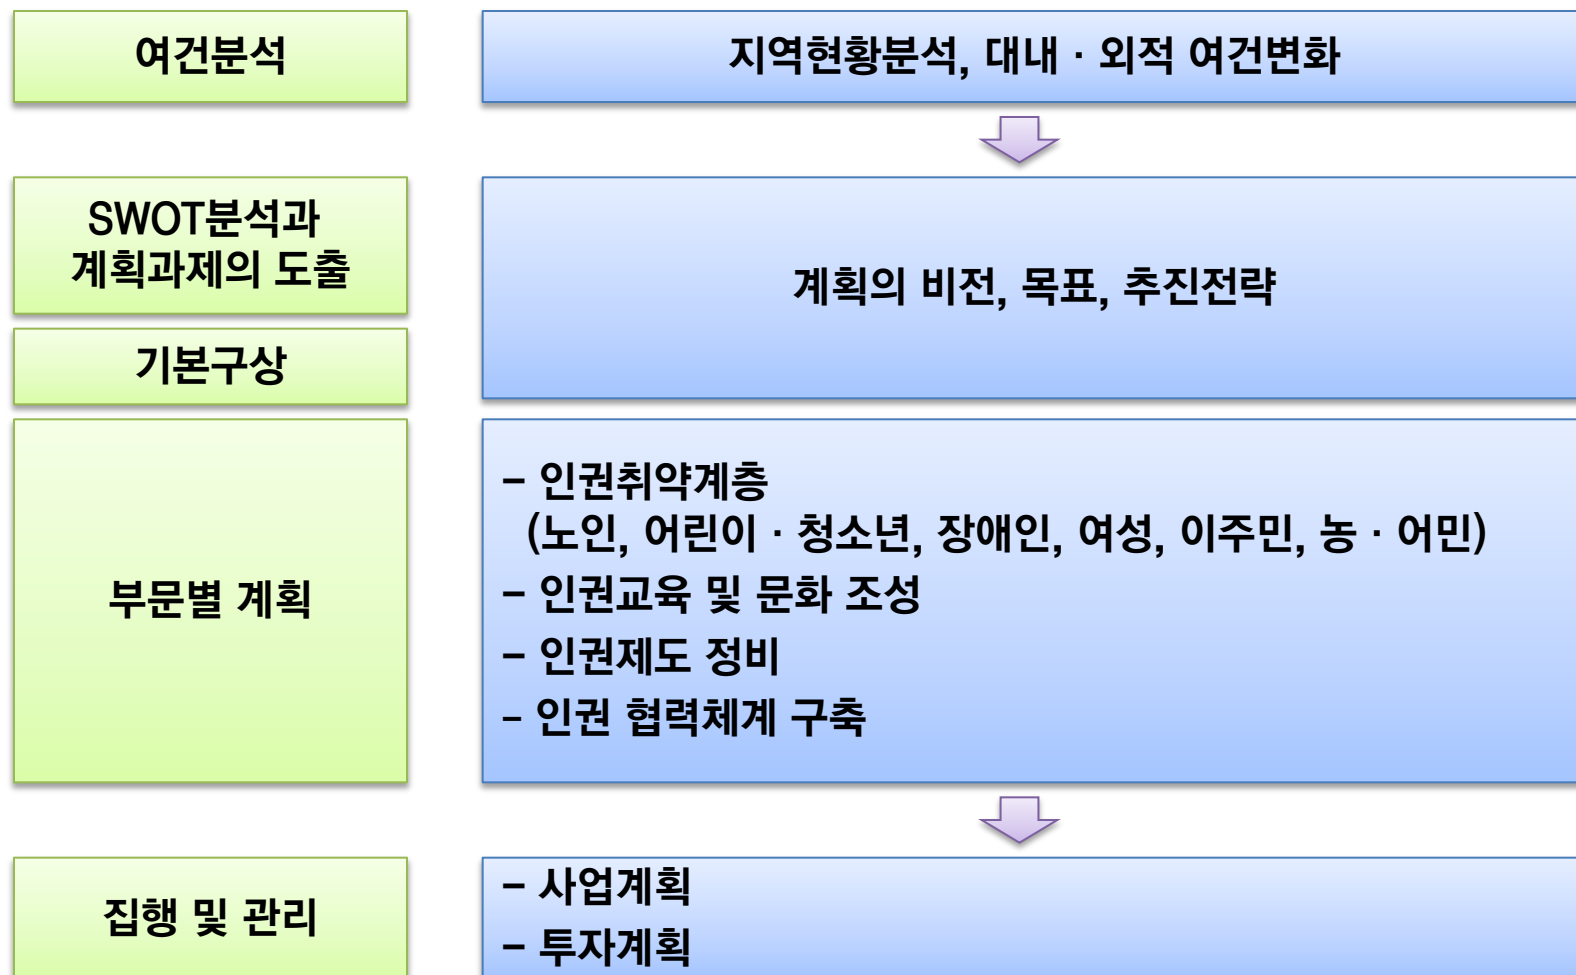 여건분석
지역현황분석, 대내 · 외적 여건변화
SWOT분석과
계획과제의 도출
기본구상
계획의 비전, 목표, 추진전략
부문별 계획
- 인권취약계층
(노인, 어린이 · 청소년, 장애인, 여성, 이주민, 농 · 어민)
- 인권교육 및 문화 조성
- 인권제도 정비
- 인권 협력체계 구축
집행 및 관리
- 사업계획
- 투자계획